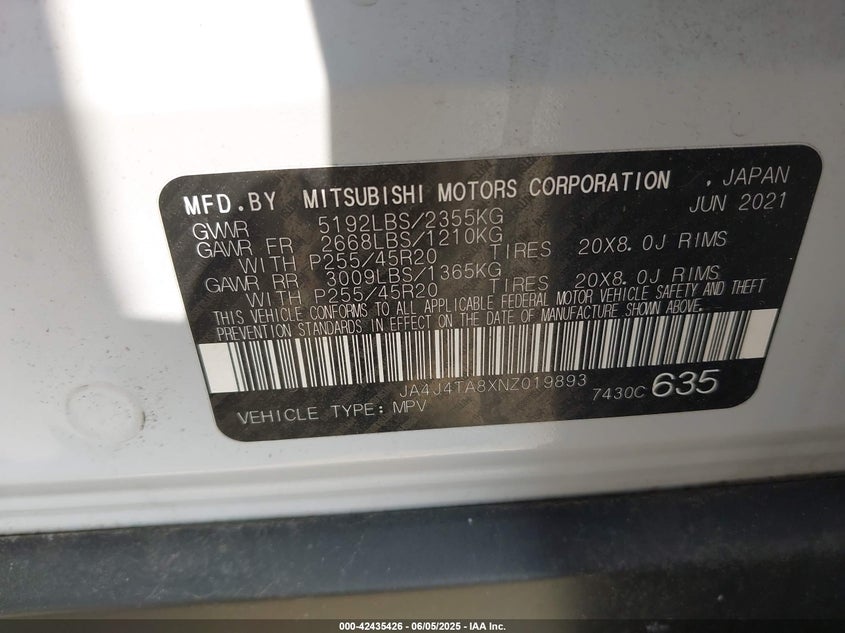 MFD.BY MITSUBISHI MOTORS CORPORATION , JAPAN
GVWR 5192LBS/2355KG JUN 2021
GAWR FR 2668LBS/1210KG
WITH P255/45R20 TIRES 20X8.0J RIMS
GAWR RR 3009LBS/1365KG
WITH P255/45R20 TIRES 20X8.0J RIMS
THIS VEHICLE CONFORMS TO ALL APPLICABLE FEDERAL MOTOR VEHICLE SAFETY AND THEFT
PREVENTION STANDARDS IN EFFECT ON THE DATE OF MANUFACTURE SHOWN ABOVE.
JA4J4TA8XNZ019893
VEHICLE TYPE: MPV 7430C 635
000-42435426 - 06/05/2025 - IAA Inc.